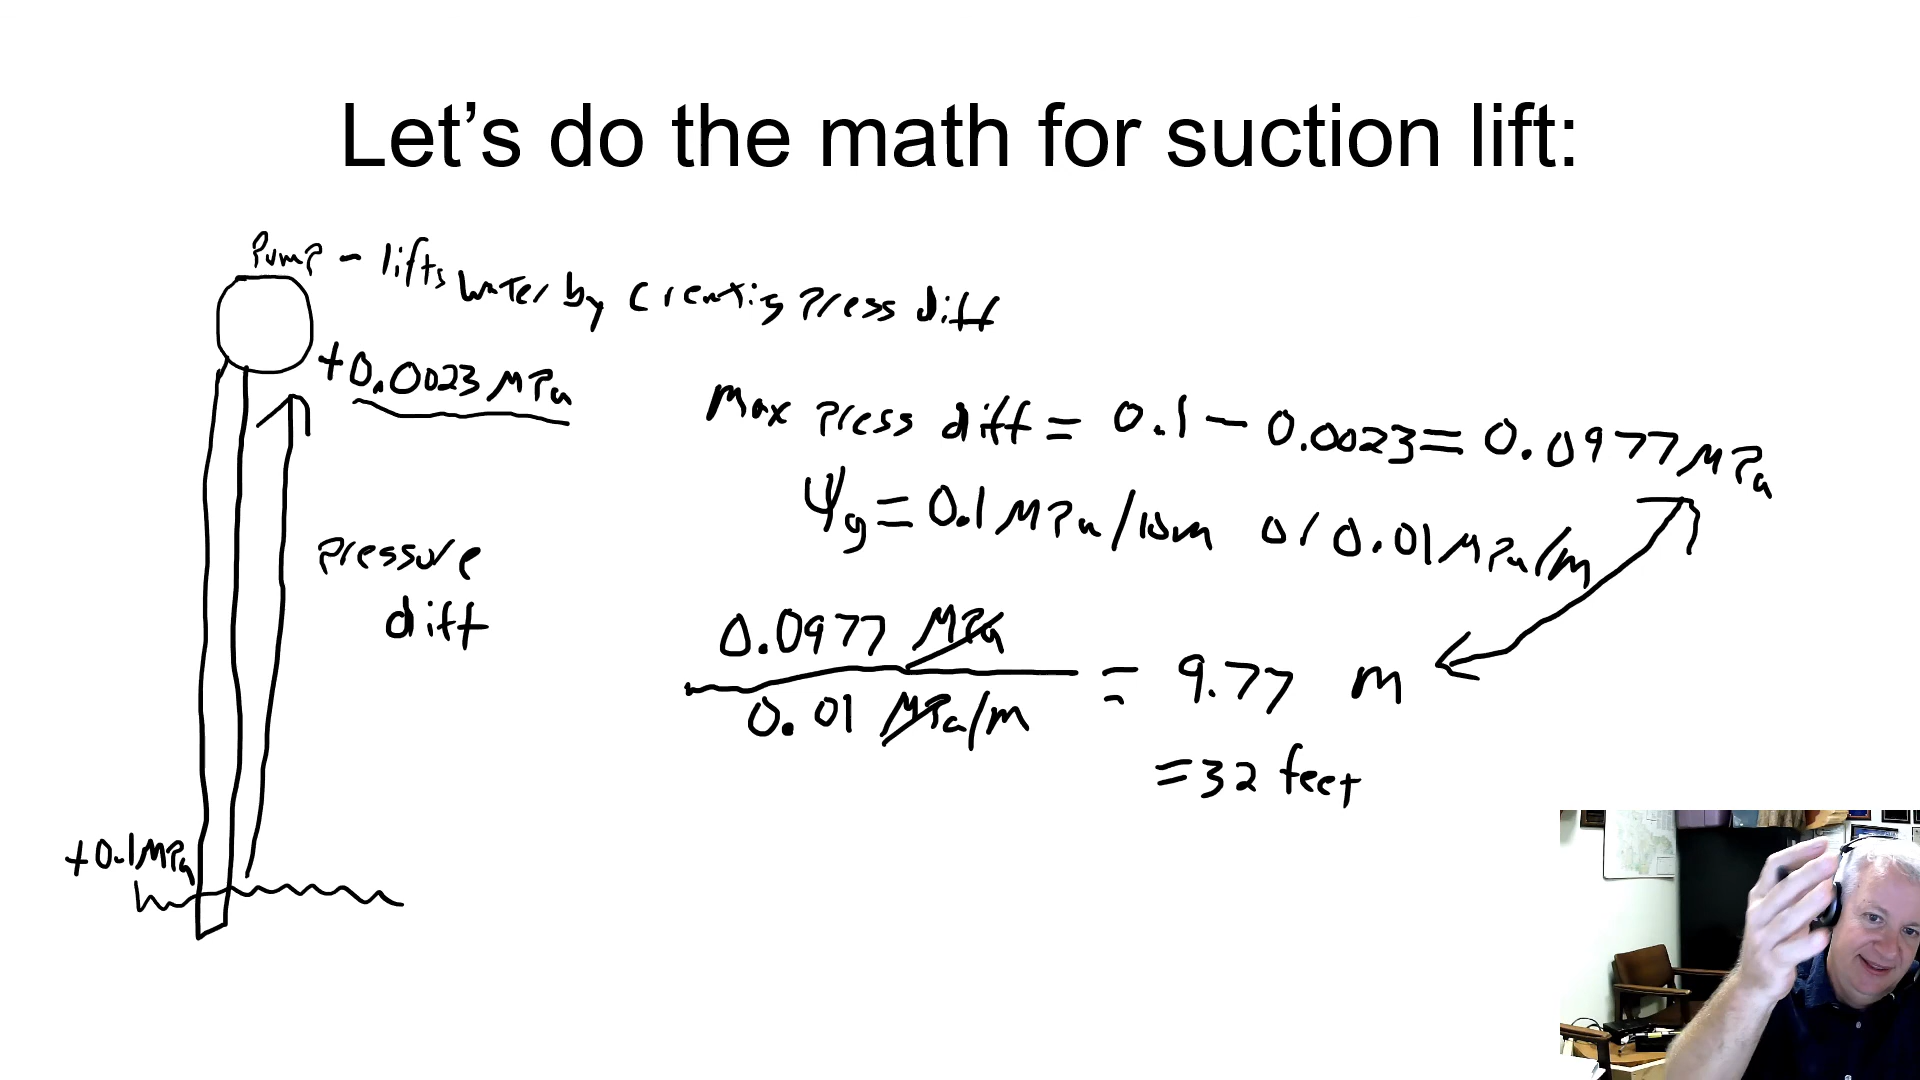 Let's do the math for suction lift:
Pump - lifts water by creatig press diff
+0.0023 MPa
Max press diff = 0.1 - 0.0023 = 0.0977 MPa
Ψg = 0.1 MPa/10m or 0.01 MPa/m
pressure
diff
0.0977 MPa
0.01 MPa/m
= 9.77 m
= 32 feet
+0.1 MPa